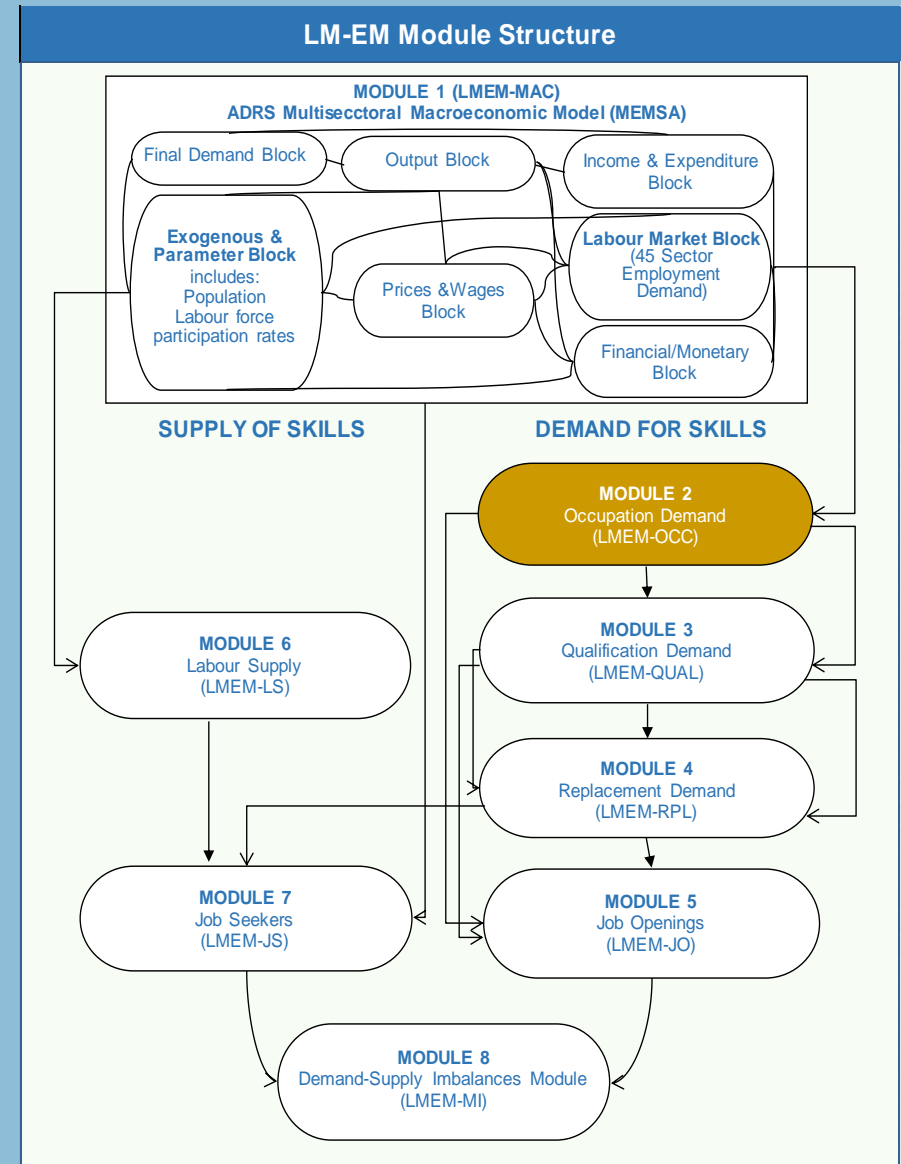 LM-EM Module Structure
MODULE 1 (LMEM-MAC)
ADRS Multisecctoral Macroeconomic Model (MEMSA)
Final Demand Block
Output Block
Income & Expenditure
Block
Exogenous &
Parameter Block
includes:
Population
Labour force
participation rates
Prices &Wages
Block
Labour Market Block
(45 Sector
Employment
Demand)
Financial/Monetary
Block
SUPPLY OF SKILLS
DEMAND FOR SKILLS
MODULE 2
Occupation Demand
(LMEM-OCC)
MODULE 3
Qualification Demand
(LMEM-QUAL)
MODULE 6
Labour Supply
(LMEM-LS)
MODULE 4
Replacement Demand
(LMEM-RPL)
MODULE 7
Job Seekers
(LMEM-JS)
MODULE 5
Job Openings
(LMEM-JO)
MODULE 8
Demand-Supply Imbalances Module
(LMEM-MI)